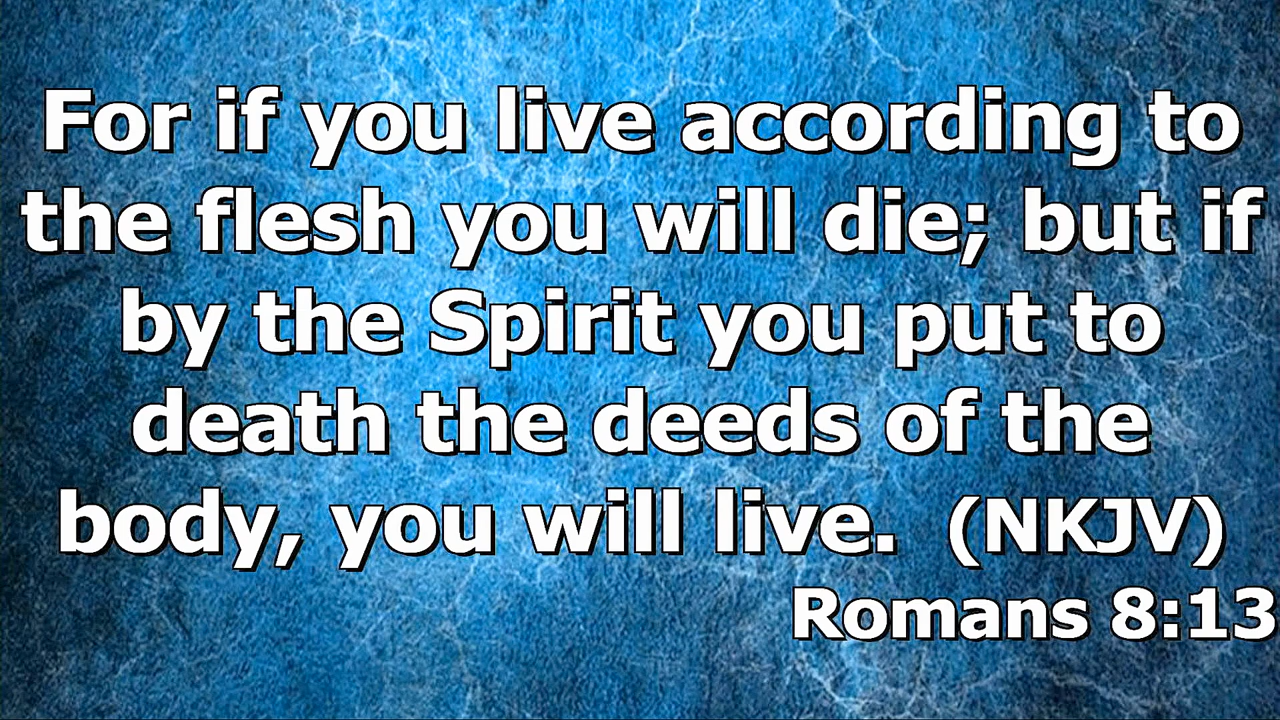 For if you live according to
the flesh you will die; but if
by the Spirit you put to
death the deeds of the
body, you will live.  (NKJV)
Romans 8:13